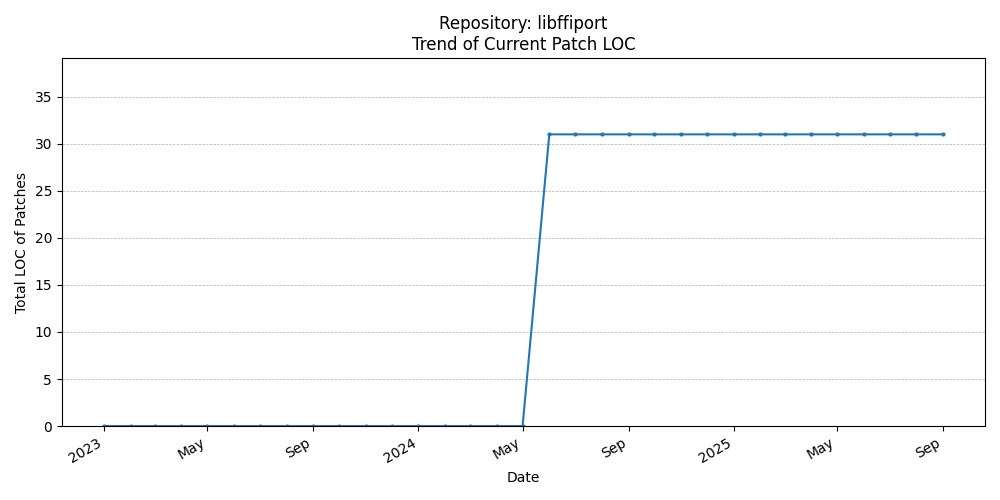 Repository: libffiport
Trend of Current Patch LOC
Total LOC of Patches
35
30
25
20
15
10
5
0
2023
May
Sep
2024
May
Sep
2025
May
Sep
Date